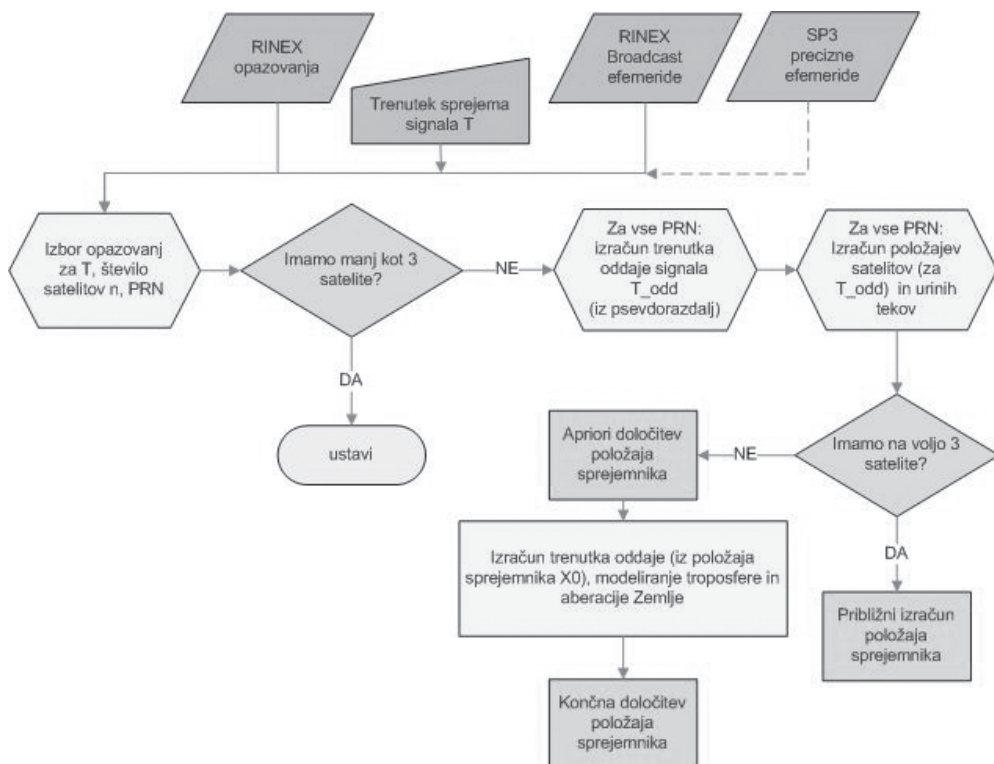 RINEX
opazovanja
RINEX
Broadcast
efemeride
SP3
precizne
efemeride
Trenutek sprejema
signala T
Izbor opazovanj
za T, število
satelitov n, PRN
Imamo manj kot 3
satelite?
NE
Za vse PRN:
izračun trenutka
oddaje signala
T_odd
(iz psevdorazdalj)
Za vse PRN:
Izračun položajev
satelitov (za
T_odd) in urinih
tekov
DA
ustavi
Apriori določitev
položaja
sprejemnika
NE
Imamo na voljo 3
satelite?
Izračun trenutka oddaje (iz položaja
sprejemnika X0), modeliranje troposfere in
aberacije Zemlje
DA
Približni izračun
položaja
sprejemnika
Končna določitev
položaja
sprejemnika